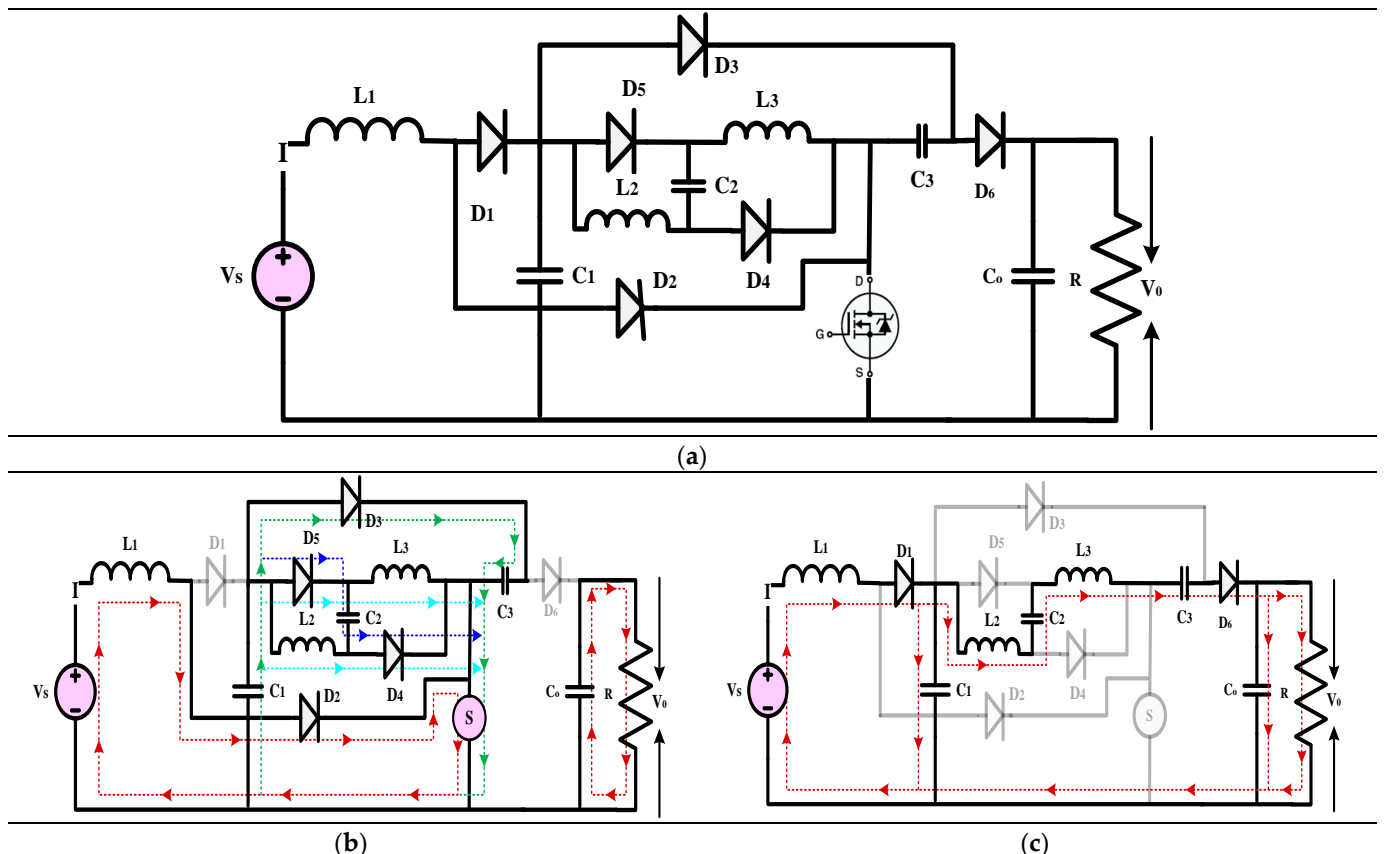 D3
L1
D5
L3
I
C3
D6
L2
C2
D1
Vs
+
-
C1
D2
D4
D
G
S
Co
R
V0
(a)
D3
L1
D1
D5
L3
I
C3
D6
L2
C2
Vs
+
-
C1
D2
D4
S
Co
R
V0
(b)
D3
L1
D1
D5
L3
I
C3
D6
L2
C2
Vs
+
-
C1
D2
D4
S
Co
R
V0
(c)